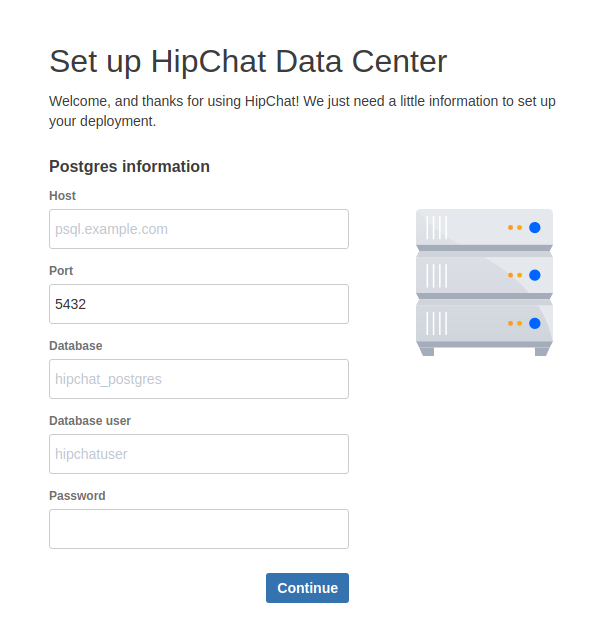 Set up HipChat Data Center
Welcome, and thanks for using HipChat! We just need a little information to set up
your deployment.
Postgres information
Host
psql.example.com
Port
5432
Database
hipchat_postgres
Database user
hipchatuser
Password
Continue